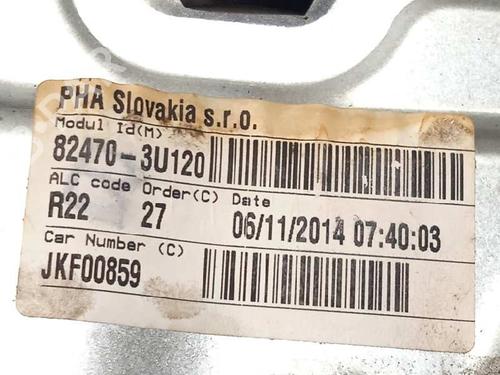 PHA Slovakia s.r.o.
Modul Id(M)
82470-3U120
ALC code Order(C) Date
R22 27 06/11/2014 07:40:03
Car Number (C)
JKF00859